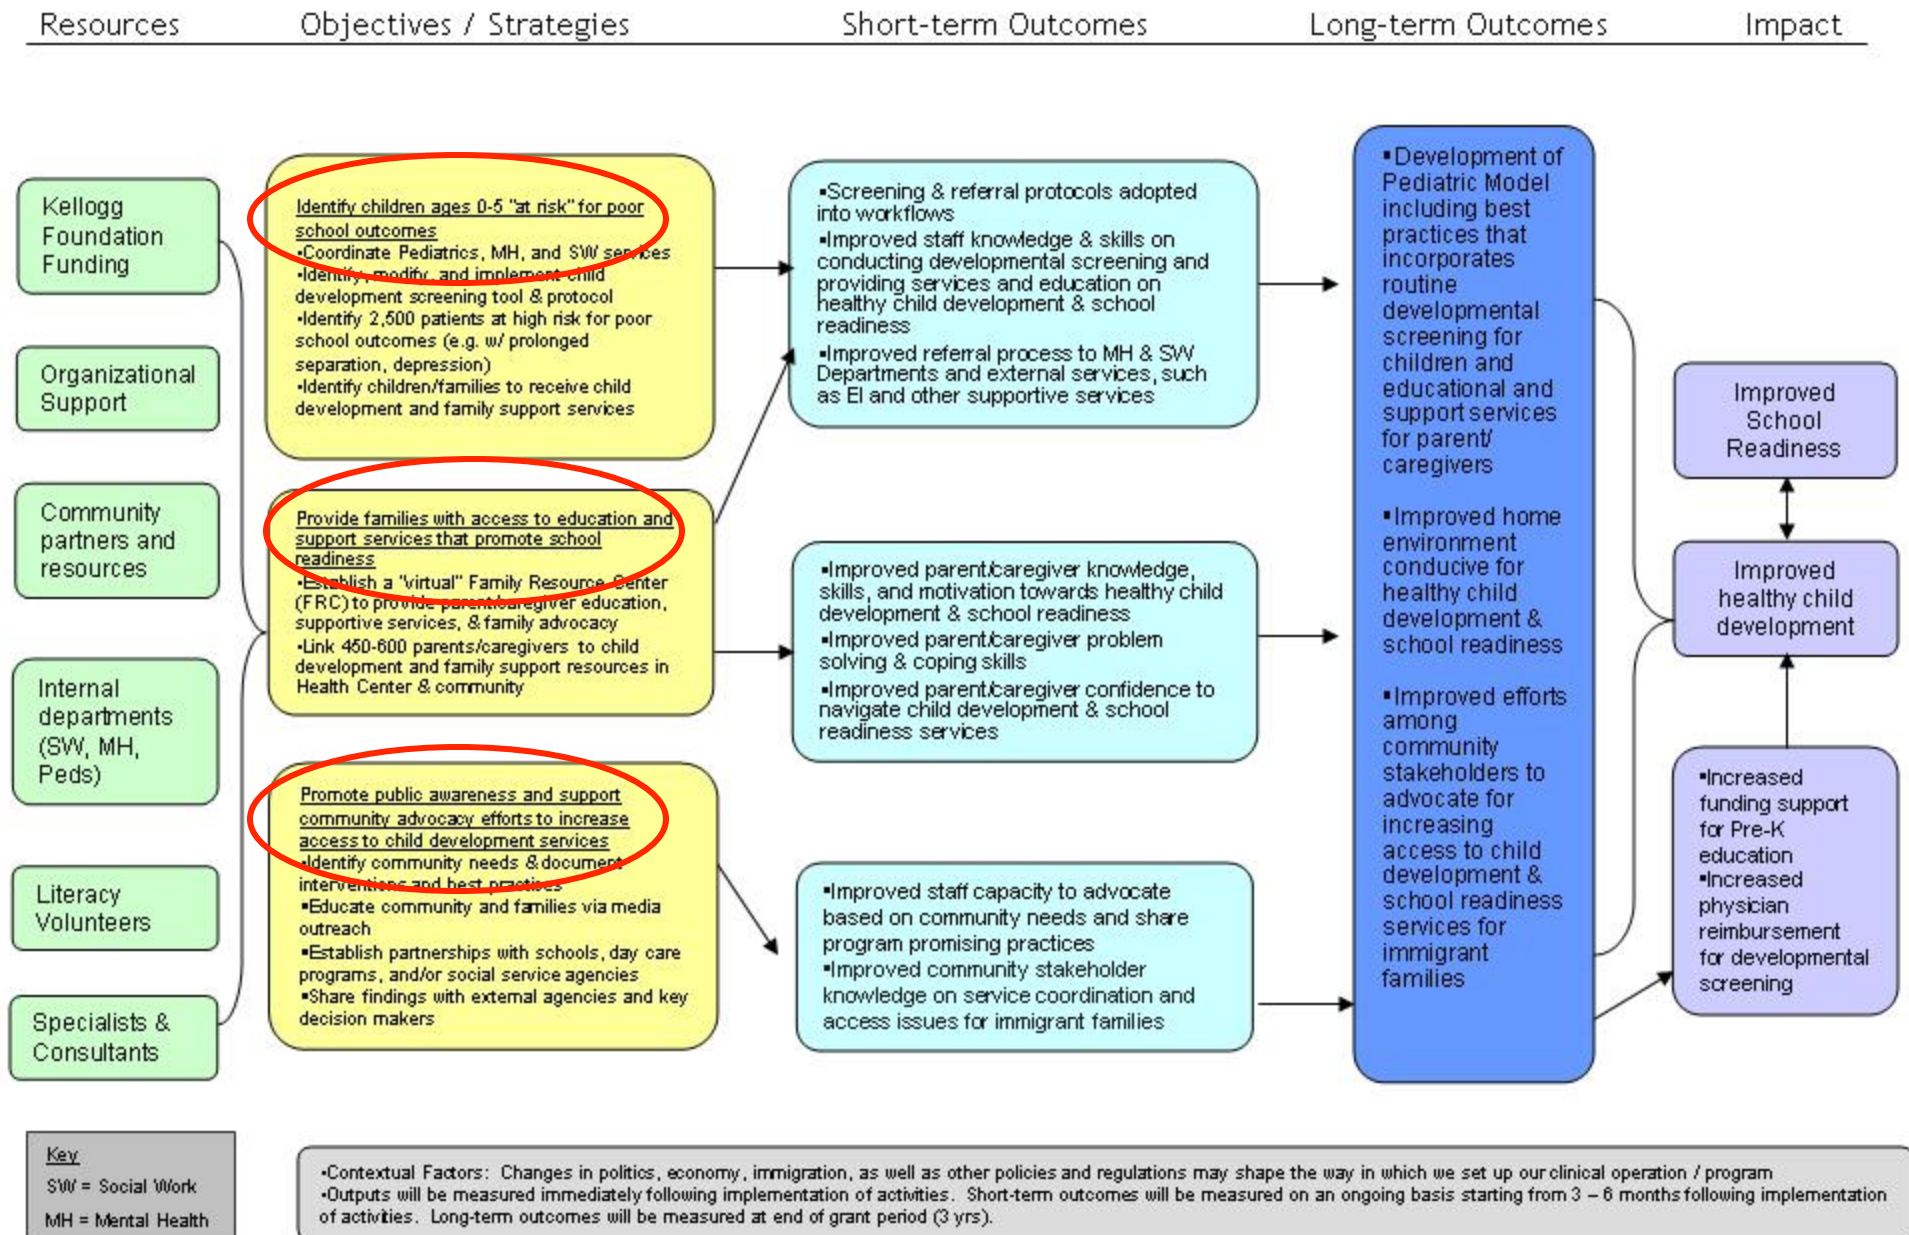 Resources
Objectives / Strategies
Short-term Outcomes
Long-term Outcomes
Impact
Kellogg
Foundation
Funding
Organizational
Support
Community
partners and
resources
Internal
departments
(SW, MH,
Peds)
Literacy
Volunteers
Specialists &
Consultants
Identify children ages 0-5 "at risk" for poor
school outcomes
•Coordinate Pediatrics, MH, and SW services
•Identify, modify, and implement child
development screening tool & protocol
•Identify 2,500 patients at high risk for poor
school outcomes (e.g. w/ prolonged
separation, depression)
•Identify children/families to receive child
development and family support services
Provide families with access to education and
support services that promote school
readiness
•Establish a "virtual" Family Resource Center
(FRC) to provide parent/caregiver education,
supportive services, & family advocacy
•Link 450-600 parents/caregivers to child
development and family support resources in
Health Center & community
Promote public awareness and support
community advocacy efforts to increase
access to child development services
•Identify community needs & document
interventions and best practices
▪Educate community and families via media
outreach
▪Establish partnerships with schools, day care
programs, and/or social service agencies
▪Share findings with external agencies and key
decision makers
▪Screening & referral protocols adopted
into workflows
▪Improved staff knowledge & skills on
conducting developmental screening and
providing services and education on
healthy child development & school
readiness
▪Improved referral process to MH & SW
Departments and external services, such
as EI and other supportive services
▪Improved parent/caregiver knowledge,
skills, and motivation towards healthy child
development & school readiness
▪Improved parent/caregiver problem
solving & coping skills
▪Improved parent/caregiver confidence to
navigate child development & school
readiness services
▪Improved staff capacity to advocate
based on community needs and share
program promising practices
▪Improved community stakeholder
knowledge on service coordination and
access issues for immigrant families
▪Development of
Pediatric Model
including best
practices that
incorporates
routine
developmental
screening for
children and
educational and
support services
for parent/
caregivers
▪Improved home
environment
conducive for
healthy child
development &
school readiness
▪Improved efforts
among
community
stakeholders to
advocate for
increasing
access to child
development &
school readiness
services for
immigrant
families
Improved
School
Readiness
Improved
healthy child
development
▪Increased
funding support
for Pre-K
education
▪Increased
physician
reimbursement
for developmental
screening
Key
SW = Social Work
MH = Mental Health
•Contextual Factors: Changes in politics, economy, immigration, as well as other policies and regulations may shape the way in which we set up our clinical operation / program
•Outputs will be measured immediately following implementation of activities. Short-term outcomes will be measured on an ongoing basis starting from 3 – 6 months following implementation
of activities. Long-term outcomes will be measured at end of grant period (3 yrs).